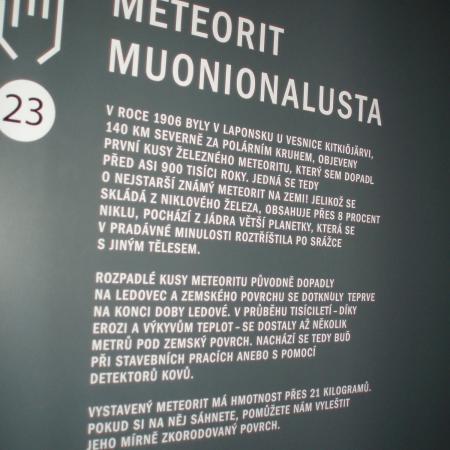 METEORIT
MUONIONALUSTA
23
V ROCE 1906 BYLY V LAPONSKU U VESNICE KITKIÖJÄRVI,
140 KM SEVERNĚ ZA POLÁRNÍM KRUHEM, OBJEVENY
PRVNÍ KUSY ŽELEZNÉHO METEORITU, KTERÝ SEM DOPADL
PŘED ASI 900 TISÍCI ROKY. JEDNÁ SE TEDY
O NEJSTARŠÍ ZNÁMÝ METEORIT NA ZEMI! JELIKOŽ SE
SKLÁDÁ Z NIKLOVÉHO ŽELEZA, OBSAHUJE PŘES 8 PROCENT
NIKLU, POCHÁZÍ Z JÁDRA VĚTŠÍ PLANETKY, KTERÁ SE
V PRADÁVNÉ MINULOSTI ROZTŘÍŠTILA PO SRÁŽCE
S JINÝM TĚLESEM.
ROZPADLÉ KUSY METEORITU PŮVODNĚ DOPADLY
NA LEDOVEC A ZEMSKÉHO POVRCHU SE DOTKNULY TEPRVE
NA KONCI DOBY LEDOVÉ. V PRŮBĚHU TISÍCILETÍ – DÍKY
EROZI A VÝKYVŮM TEPLOT – SE DOSTALY AŽ NĚKOLIK
METRŮ POD ZEMSKÝ POVRCH. NACHÁZÍ SE TEDY BUĎ
PŘI STAVEBNÍCH PRACÍCH ANEBO S POMOCÍ
DETEKTORŮ KOVŮ.
VYSTAVENÝ METEORIT MÁ HMOTNOST PŘES 21 KILOGRAMŮ.
POKUD SI NA NĚJ SÁHNETE, POMŮŽETE NÁM VYLEŠTIT
JEHO MÍRNĚ ZKORODOVANÝ POVRCH.